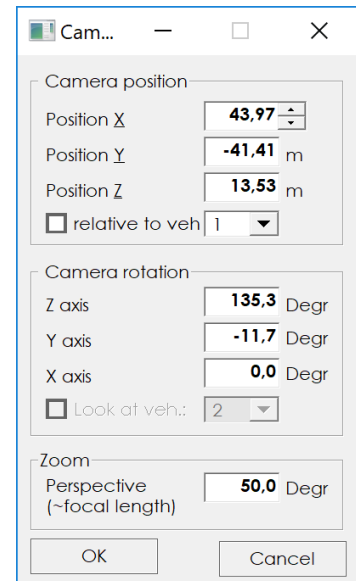 Cam...
Camera position
Position X 43,97
Position Y -41,41 m
Position Z 13,53 m
relative to veh 1
Camera rotation
Z axis 135,3 Degr
Y axis -11,7 Degr
X axis 0,0 Degr
Look at veh.: 2
Zoom
Perspective
(~focal length) 50,0 Degr
OK Cancel